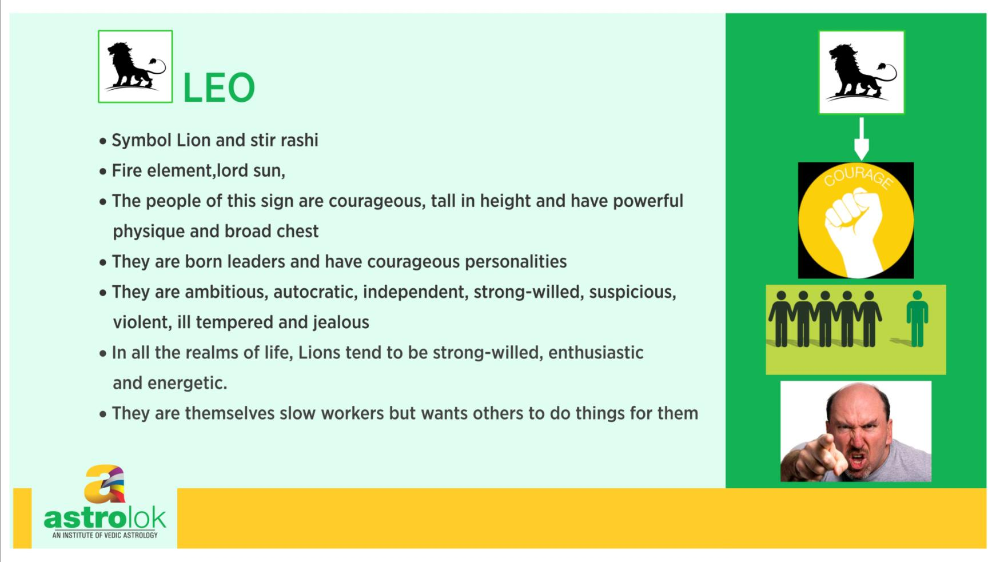 LEO
• Symbol Lion and stir rashi
• Fire element,lord sun,
• The people of this sign are courageous, tall in height and have powerful
physique and broad chest
• They are born leaders and have courageous personalities
• They are ambitious, autocratic, independent, strong-willed, suspicious,
violent, ill tempered and jealous
• In all the realms of life, Lions tend to be strong-willed, enthusiastic
and energetic.
• They are themselves slow workers but wants others to do things for them
COURAGE
a
astrolok
AN INSTITUTE OF VEDIC ASTROLOGY